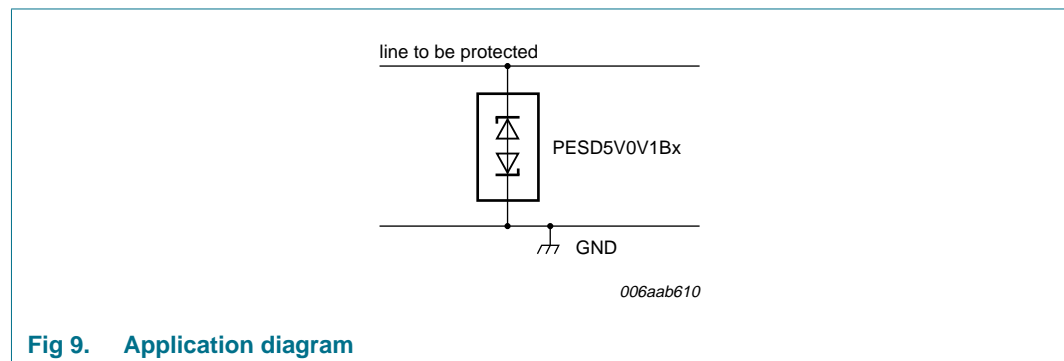 line to be protected
PESD5V0V1Bx
GND
006aab610
Fig 9. Application diagram